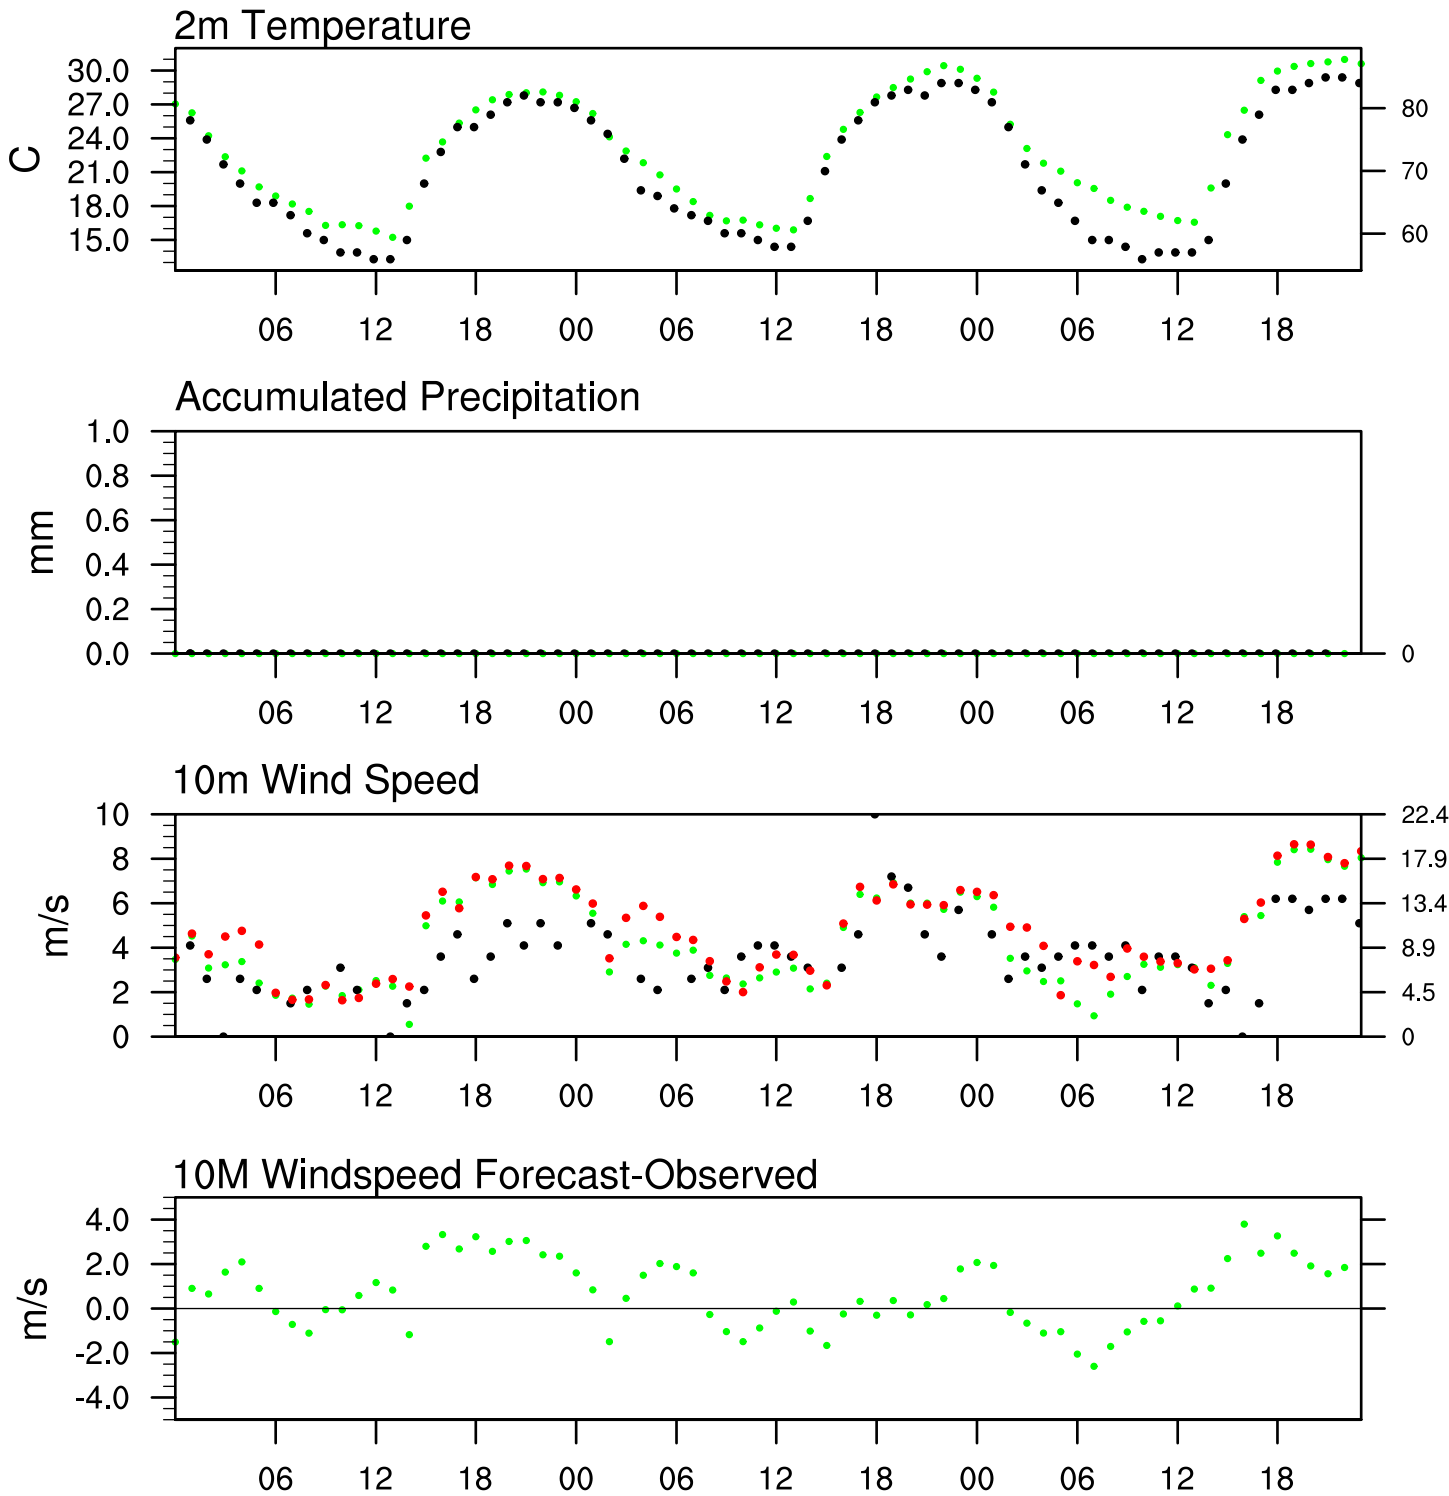 2m Temperature
30.0
27.0
24.0
21.0
18.0
15.0
C
80
70
60
06 12 18 00 06 12 18 00 06 12 18
Accumulated Precipitation
1.0
0.8
0.6
0.4
0.2
0.0
mm
0
06 12 18 00 06 12 18 00 06 12 18
10m Wind Speed
10
8
6
4
2
0
m/s
22.4
17.9
13.4
8.9
4.5
0
06 12 18 00 06 12 18 00 06 12 18
10M Windspeed Forecast-Observed
4.0
2.0
0.0
-2.0
-4.0
m/s
06 12 18 00 06 12 18 00 06 12 18